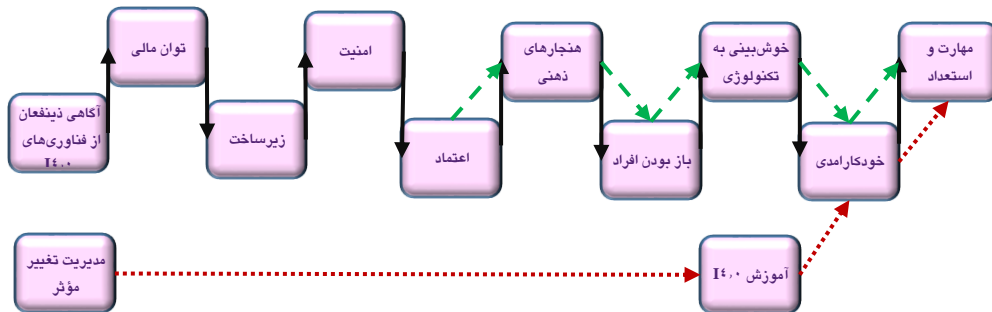 آگاهی ذینفعان
از فناوری‌های
I۴.۰
توان مالی
زیرساخت
امنیت
اعتماد
هنجارهای
ذهنی
باز بودن افراد
خوش‌بینی به
تکنولوژی
خودکارامدی
مهارت و
استعداد
مدیریت تغییر
مؤثر
آموزش I۴.۰